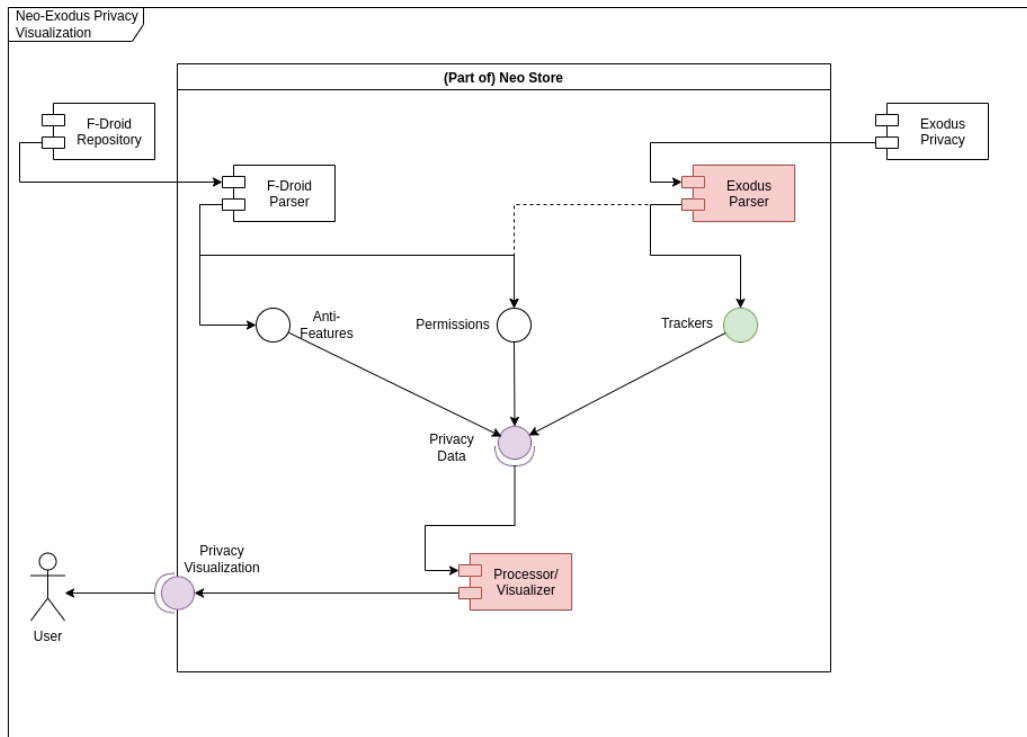 Neo-Exodus Privacy
Visualization
(Part of) Neo Store
F-Droid
Repository
Exodus
Privacy
F-Droid
Parser
Exodus
Parser
Anti-
Features
Permissions
Trackers
Privacy
Data
Privacy
Visualization
Processor/
Visualizer
User